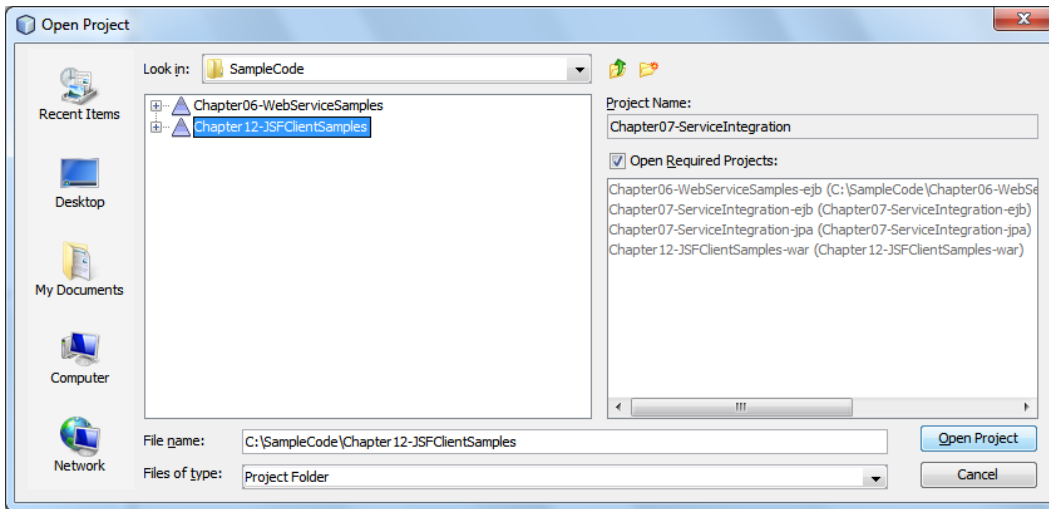 Open Project
Look in: SampleCode
Recent Items
Desktop
My Documents
Computer
Network
Chapter06-WebServiceSamples
Chapter12-JSFClientSamples
Project Name:
Chapter07-ServiceIntegration
Open Required Projects:
Chapter06-WebServiceSamples-ejb (C:\SampleCode\Chapter06-WebSe
Chapter07-ServiceIntegration-ejb (Chapter07-ServiceIntegration-ejb)
Chapter07-ServiceIntegration-jpa (Chapter07-ServiceIntegration-jpa)
Chapter12-JSFClientSamples-war (Chapter12-JSFClientSamples-war)
File name: C:\SampleCode\Chapter12-JSFClientSamples
Open Project
Files of type: Project Folder
Cancel